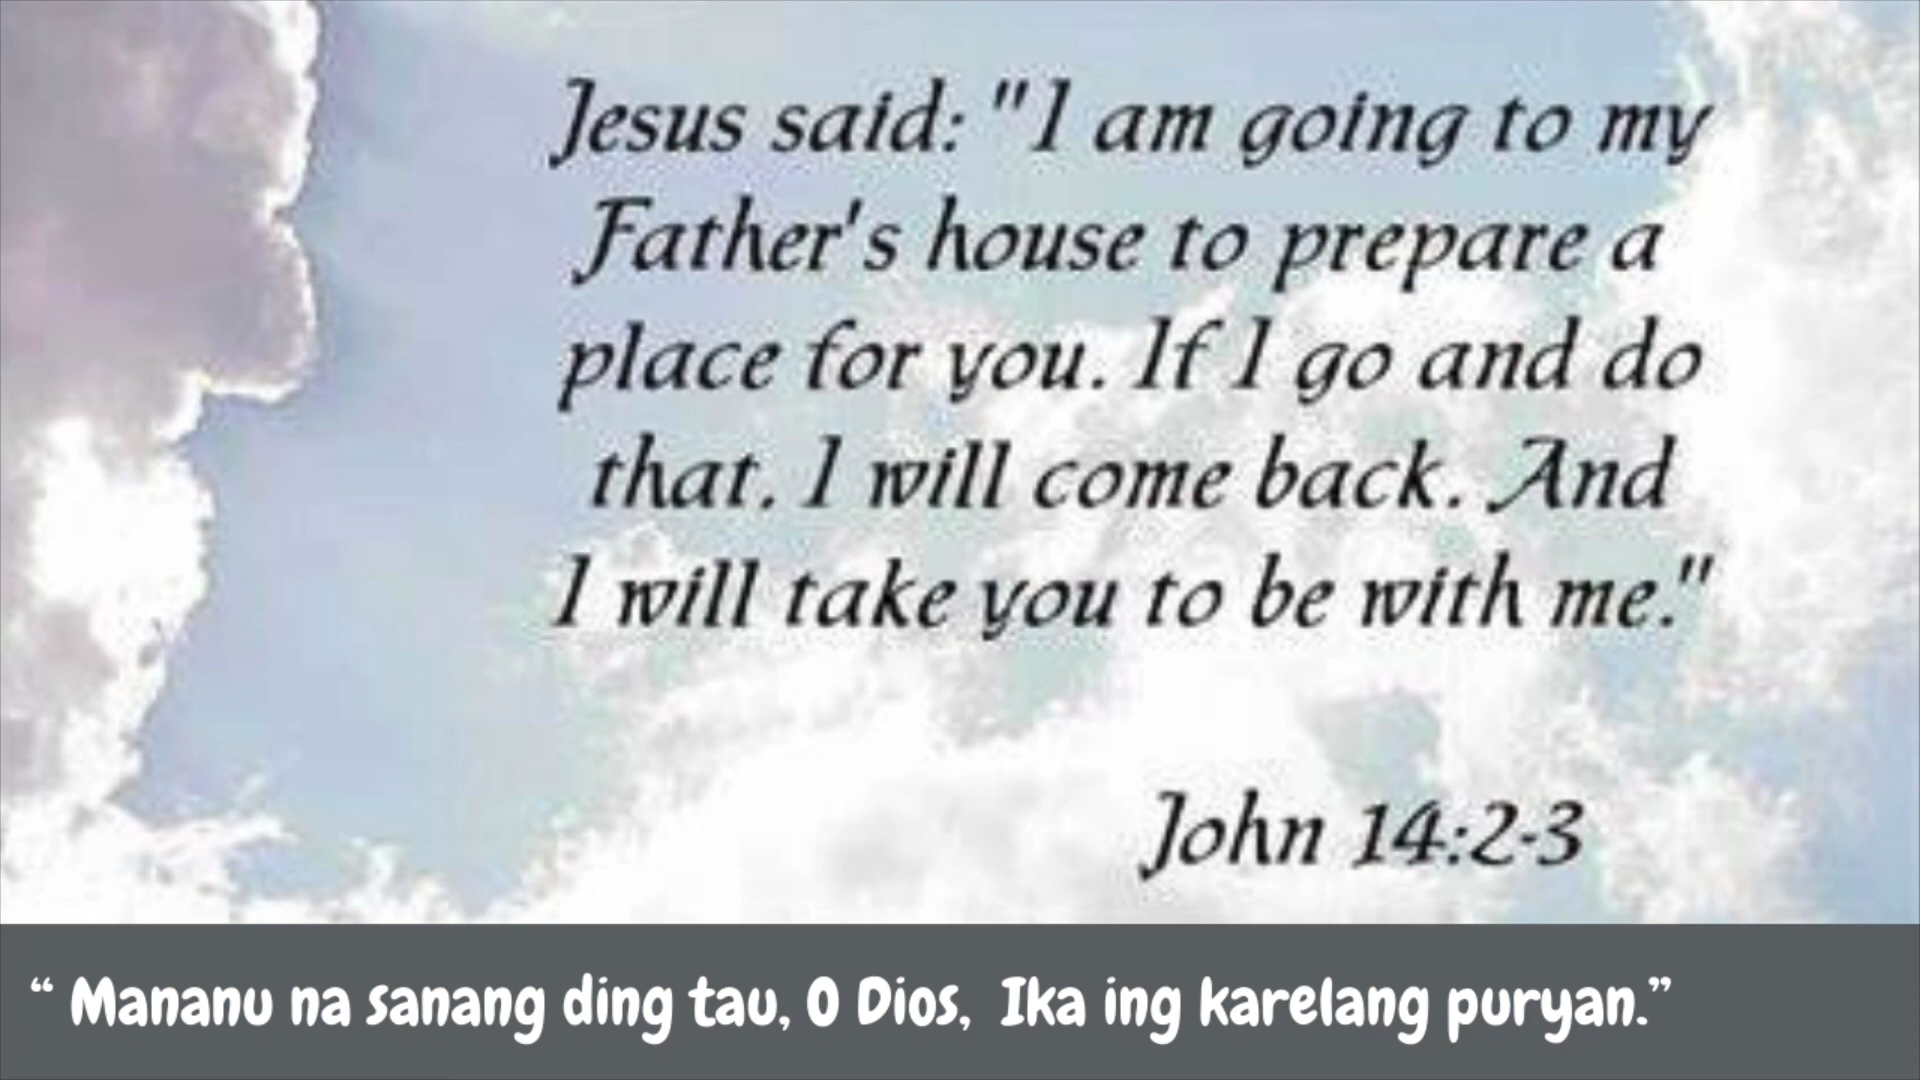 Jesus said: "I am going to my
Father's house to prepare a
place for you. If I go and do
that, I will come back. And
I will take you to be with me."
John 14:2-3
“ Mananu na sanang ding tau, O Dios, Ika ing karelang puryan.”